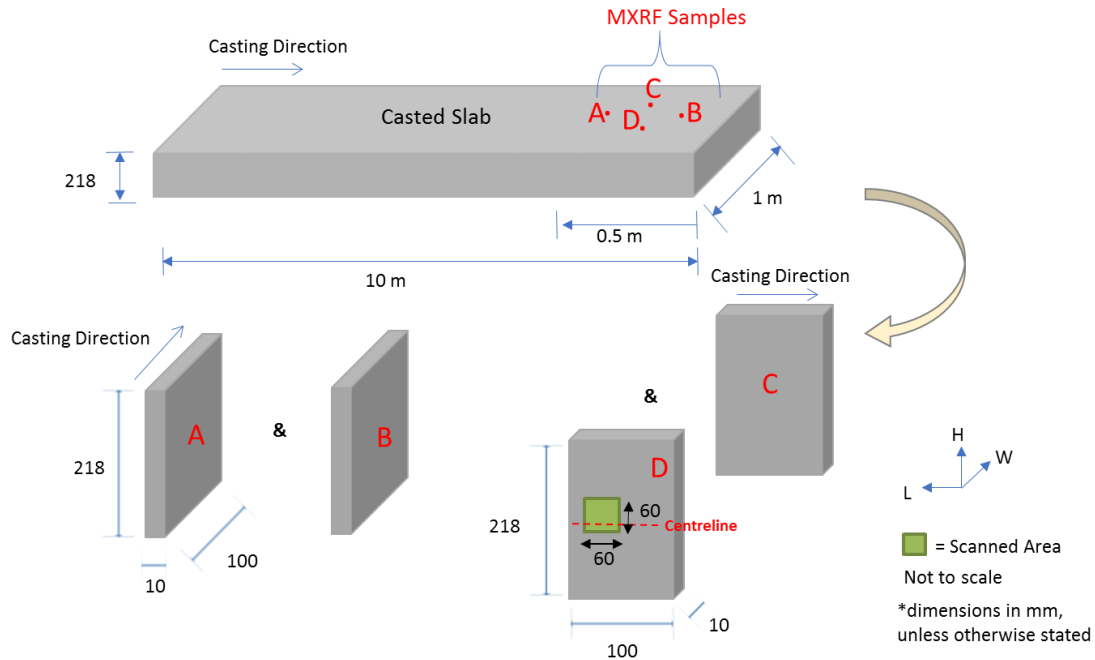 MXRF Samples
Casting Direction
Casted Slab
A
B
C
D
218
1 m
0.5 m
10 m
Casting Direction
Casting Direction
A
&
B
218
100
10
&
C
D
218
60
60
Centreline
100
10
H
W
L
= Scanned Area
Not to scale
*dimensions in mm,
unless otherwise stated